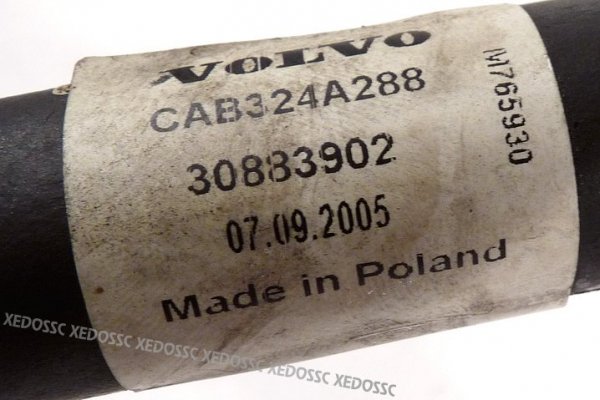 VOLVO
CAB324A288
30883902
07.09.2005
Made in Poland
M765930
XEDOSSC XEDOSSC XEDOSSC XEDOSSC XEDOSSC XEDOSSC